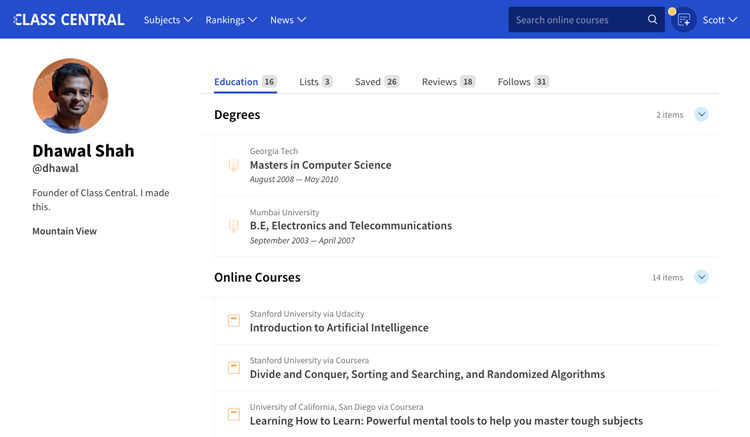 CLASS CENTRAL
Subjects
Rankings
News
Search online courses
Scott
Dhawal Shah
@dhawal
Founder of Class Central. I made
this.
Mountain View
Education 16
Lists 3
Saved 26
Reviews 18
Follows 31
Degrees
2 items
Georgia Tech
Masters in Computer Science
August 2008 — May 2010
Mumbai University
B.E, Electronics and Telecommunications
September 2003 — April 2007
Online Courses
14 items
Stanford University via Udacity
Introduction to Artificial Intelligence
Stanford University via Coursera
Divide and Conquer, Sorting and Searching, and Randomized Algorithms
University of California, San Diego via Coursera
Learning How to Learn: Powerful mental tools to help you master tough subjects